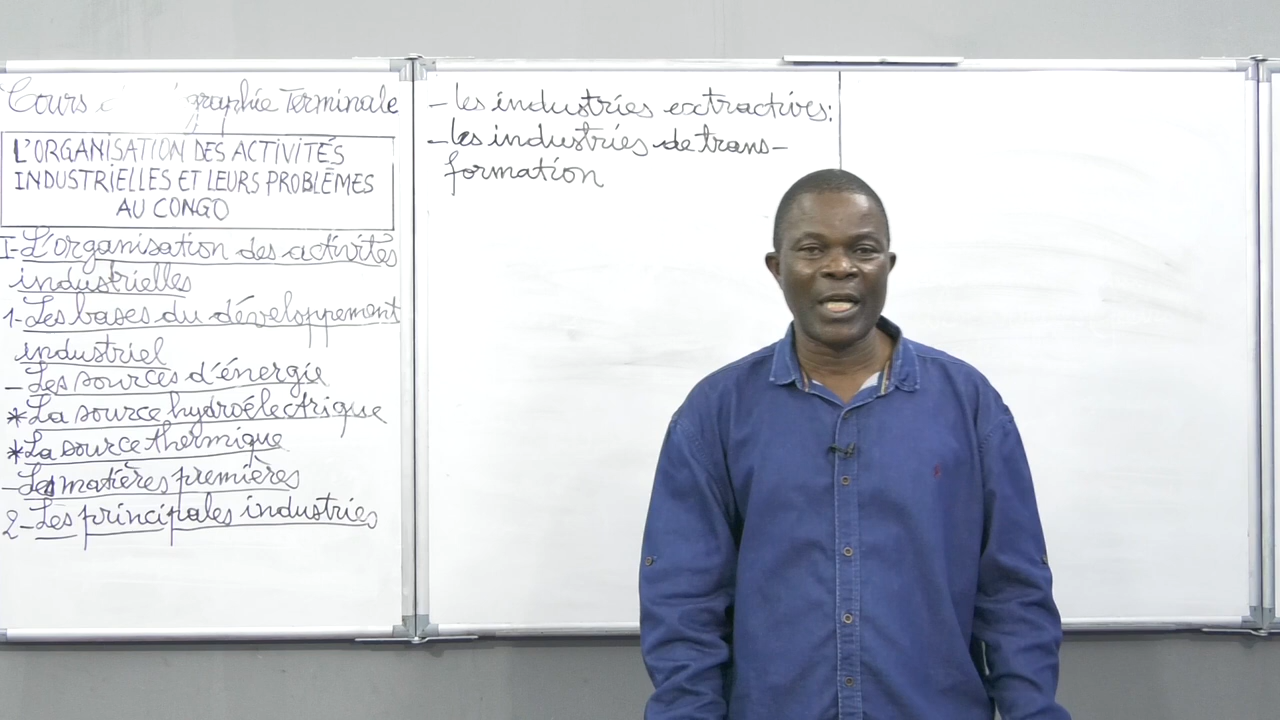 Cours graphie Terminale
L'ORGANISATION DES ACTIVITÉS
INDUSTRIELLES ET LEURS PROBLÈMES
AU CONGO
I-L'organisation des activités
industrielles
1-Les bases du développement
industriel
-Les sources d'énergie
*La source hydroélectrique
*La source thermique
-Les matières premières
2-Les principales industries
-les industries extractives:
-les industries de trans-
formation